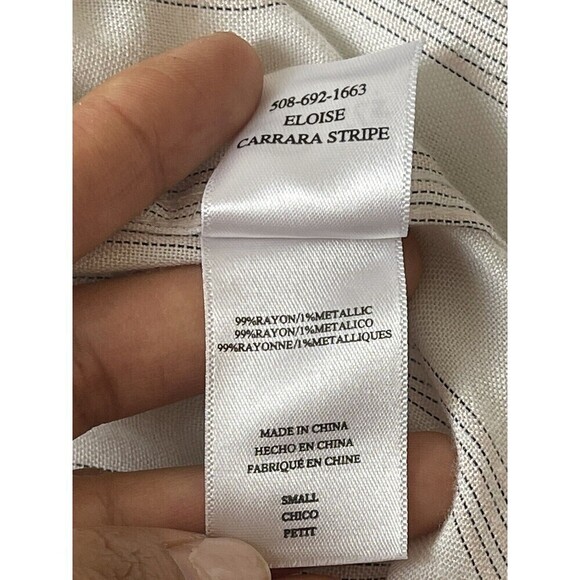 508-692-1663
ELOISE
CARRARA STRIPE
99%RAYON/1%METALLIC
99%RAYON/1%METALICO
99%RAYONNE/1%METALLIQUES
MADE IN CHINA
HECHO EN CHINA
FABRIQUÉ EN CHINE
SMALL
CHICO
PETIT